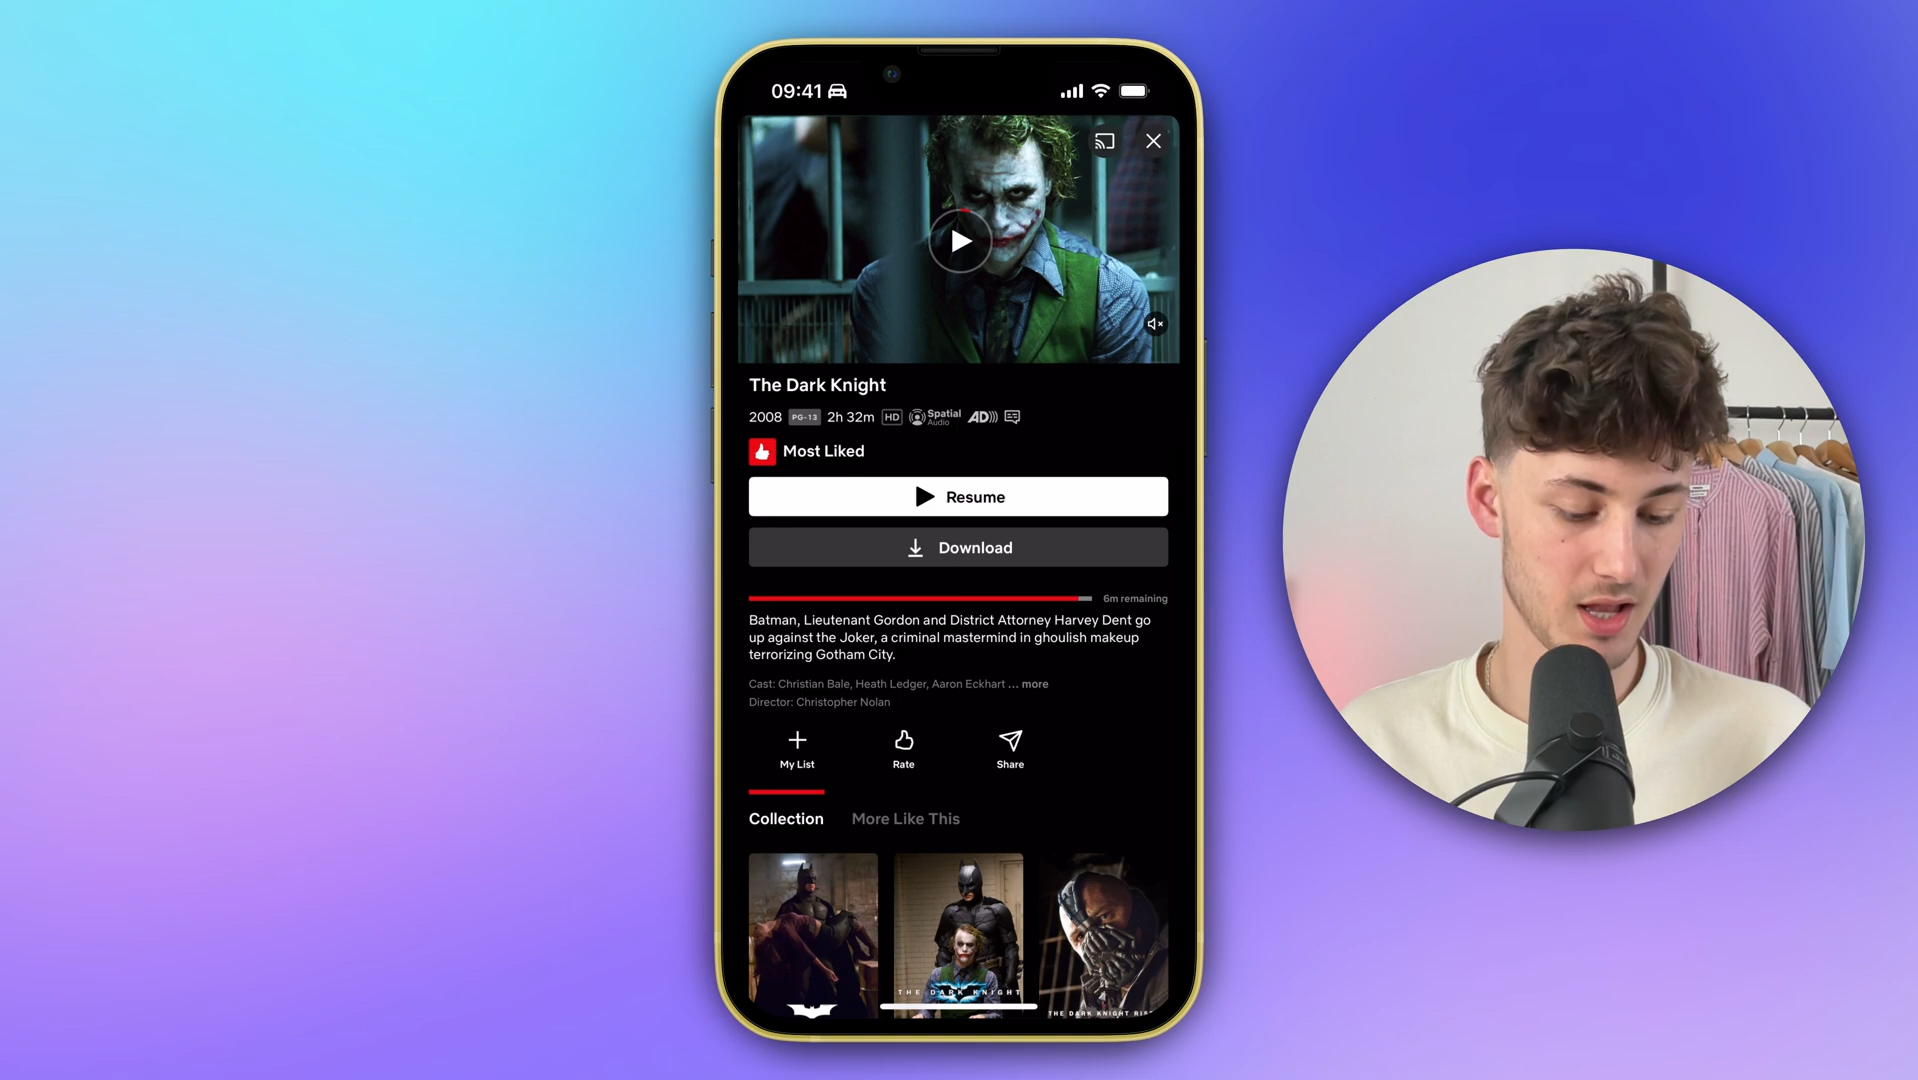 09:41
The Dark Knight
2008 PG-13 2h 32m HD Spatial Audio AD
Most Liked
Resume
Download
6m remaining
Batman, Lieutenant Gordon and District Attorney Harvey Dent go
up against the Joker, a criminal mastermind in ghoulish makeup
terrorizing Gotham City.
Cast: Christian Bale, Heath Ledger, Aaron Eckhart ... more
Director: Christopher Nolan
My List Rate Share
Collection More Like This
THE DARK KNIGHT
THE DARK KNIGHT RIS